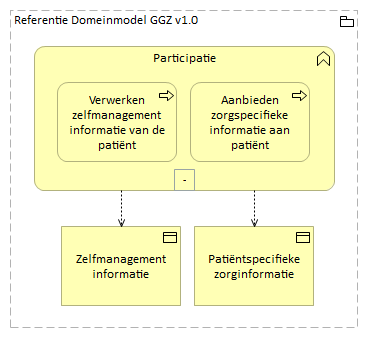 Referentie Domeinmodel GGZ v1.0
Participatie
Verwerken
zelfmanagement
informatie van de
patiënt
Aanbieden
zorgspecifieke
informatie aan
patiënt
-
Zelfmanagement
informatie
Patiëntspecifieke
zorginformatie